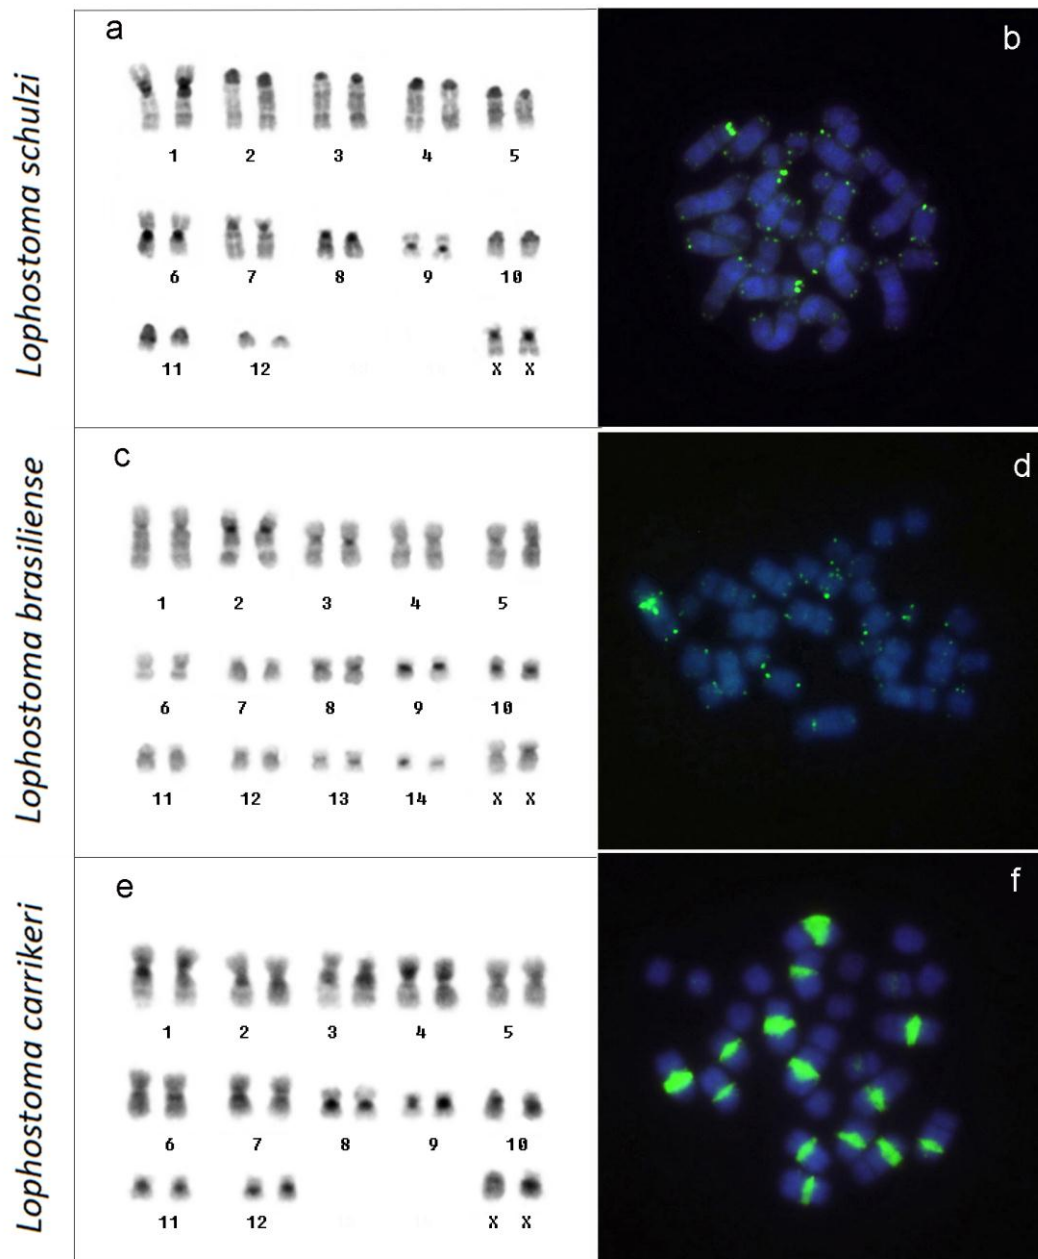 Lophostoma schulzi
a
b
1 2 3 4 5
6 7 8 9 10
11 12 X X
Lophostoma brasiliense
c
d
1 2 3 4 5
6 7 8 9 10
11 12 13 14 X X
Lophostoma carrikeri
e
f
1 2 3 4 5
6 7 8 9 10
11 12 X X